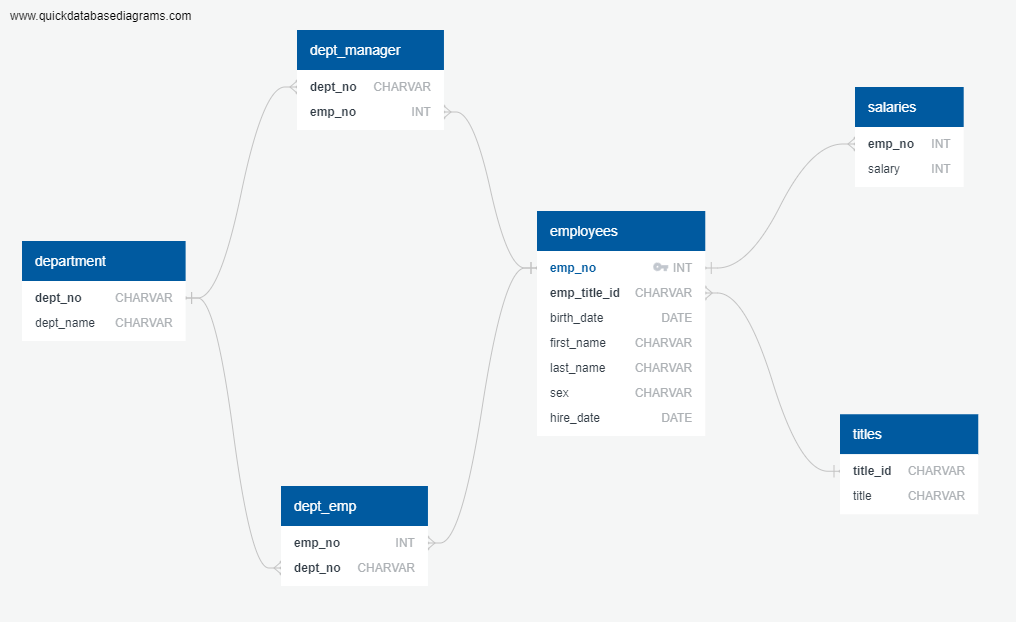 www.quickdatabasediagrams.com
dept_manager
dept_no CHARVAR
emp_no INT
salaries
emp_no INT
salary INT
employees
emp_no INT
emp_title_id CHARVAR
birth_date DATE
first_name CHARVAR
last_name CHARVAR
sex CHARVAR
hire_date DATE
department
dept_no CHARVAR
dept_name CHARVAR
titles
title_id CHARVAR
title CHARVAR
dept_emp
emp_no INT
dept_no CHARVAR